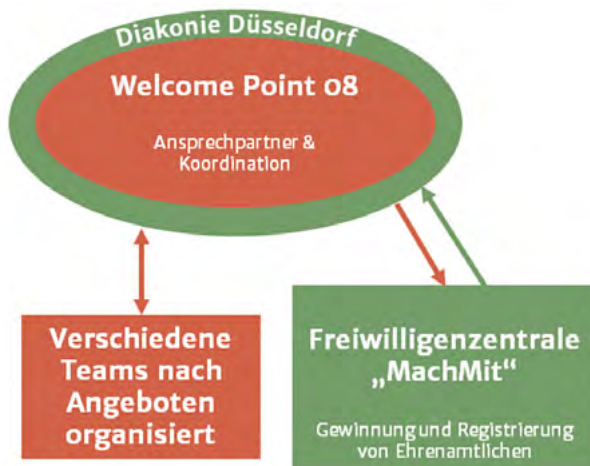 Diakonie Düsseldorf
Welcome Point 08
Ansprechpartner &
Koordination
Verschiedene
Teams nach
Angeboten
organisiert
Freiwilligenzentrale
„MachMit“
Gewinnung und Registrierung
von Ehrenamtlichen